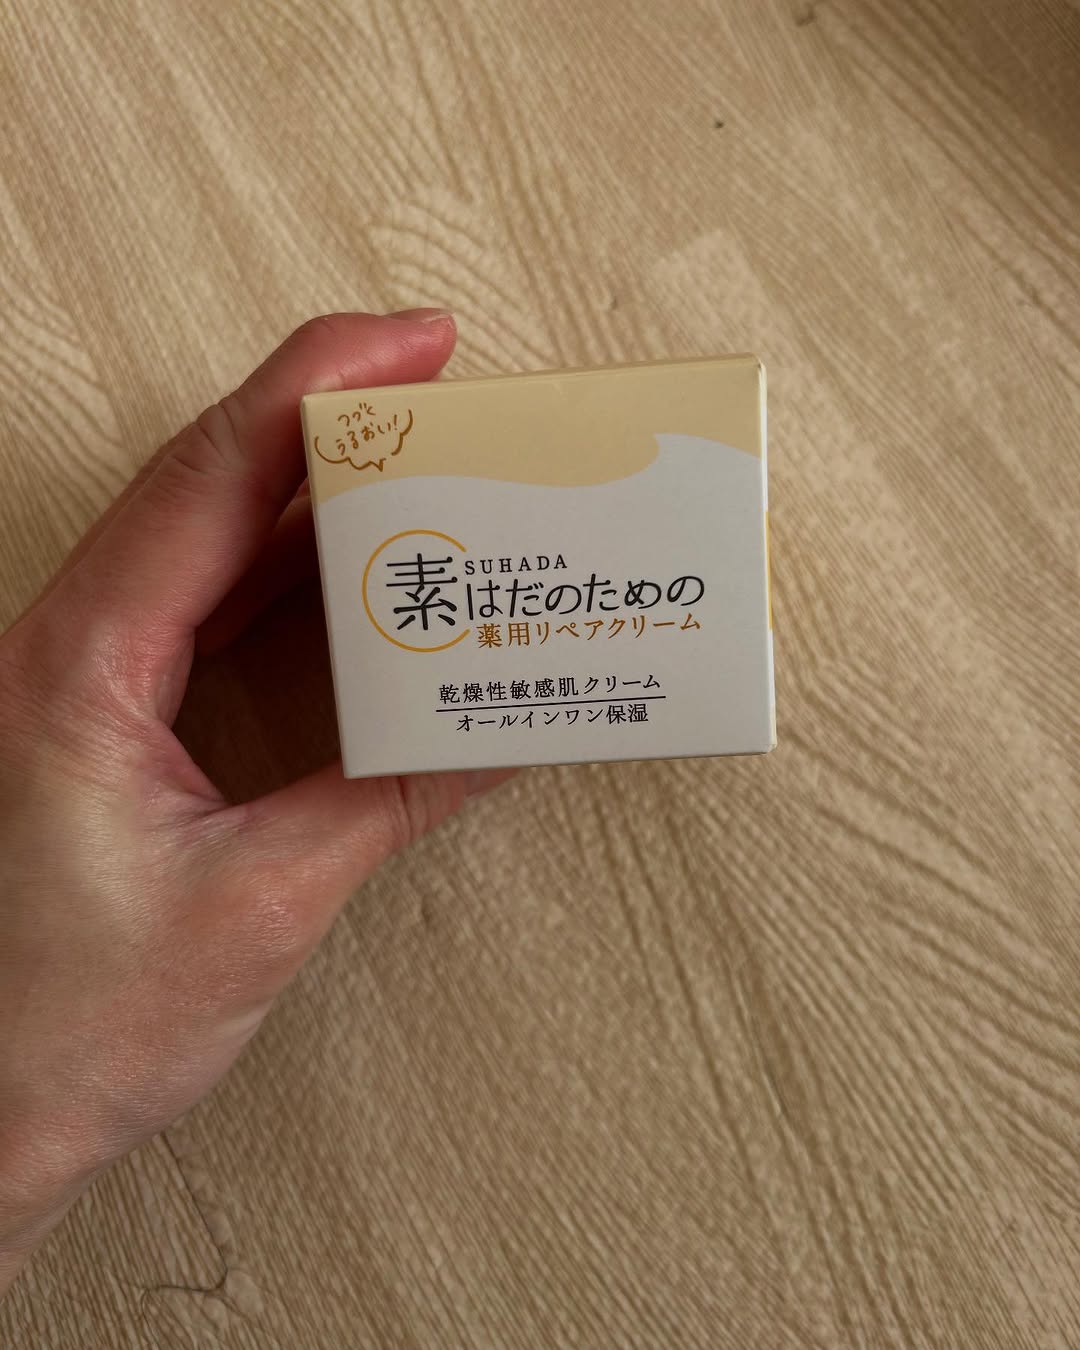 つづく
うるおい!
SUHADA
素はだのための
薬用リペアクリーム
乾燥性敏感肌クリーム
オールインワン保湿